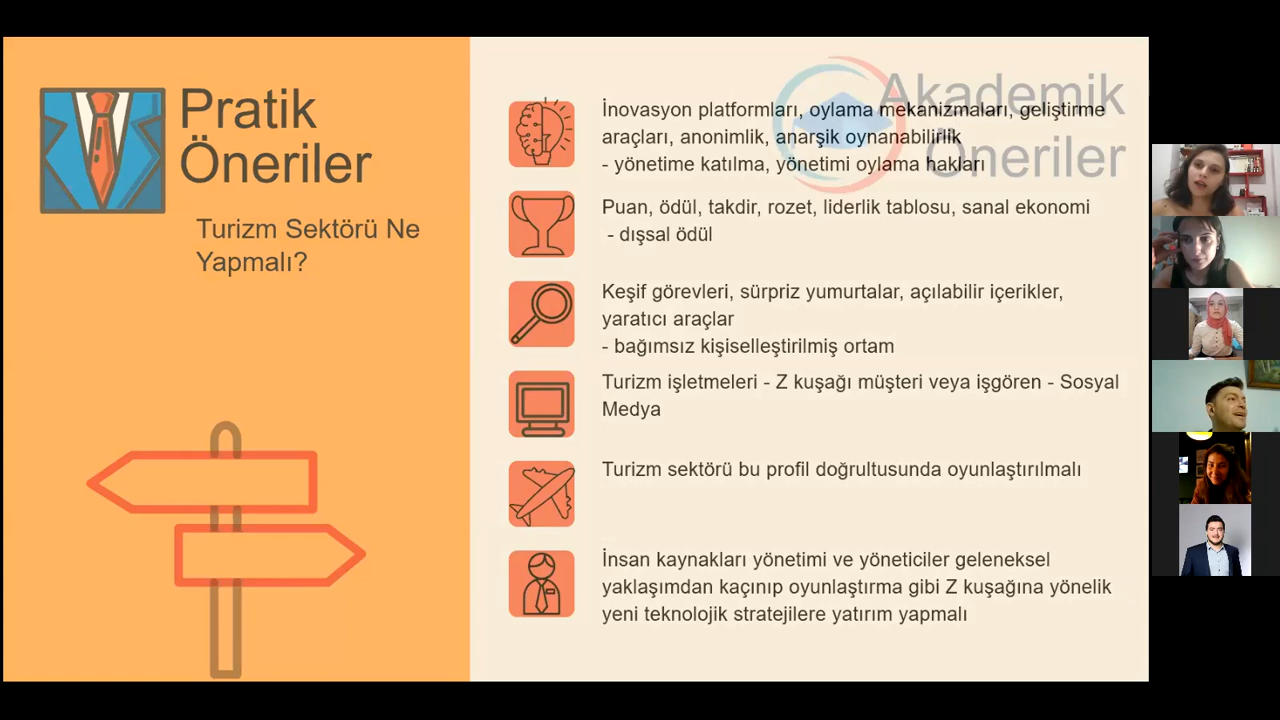 Pratik
Öneriler
Turizm Sektörü Ne
Yapmalı?
Akademik
Öneriler
İnovasyon platformları, oylama mekanizmaları, geliştirme
araçları, anonimlik, anarşik oynanabilirlik
- yönetime katılma, yönetimi oylama hakları
Puan, ödül, takdir, rozet, liderlik tablosu, sanal ekonomi
- dışsal ödül
Keşif görevleri, sürpriz yumurtalar, açılabilir içerikler,
yaratıcı araçlar
- bağımsız kişiselleştirilmiş ortam
Turizm işletmeleri - Z kuşağı müşteri veya işgören - Sosyal
Medya
Turizm sektörü bu profil doğrultusunda oyunlaştırılmalı
İnsan kaynakları yönetimi ve yöneticiler geleneksel
yaklaşımdan kaçınıp oyunlaştırma gibi Z kuşağına yönelik
yeni teknolojik stratejilere yatırım yapmalı